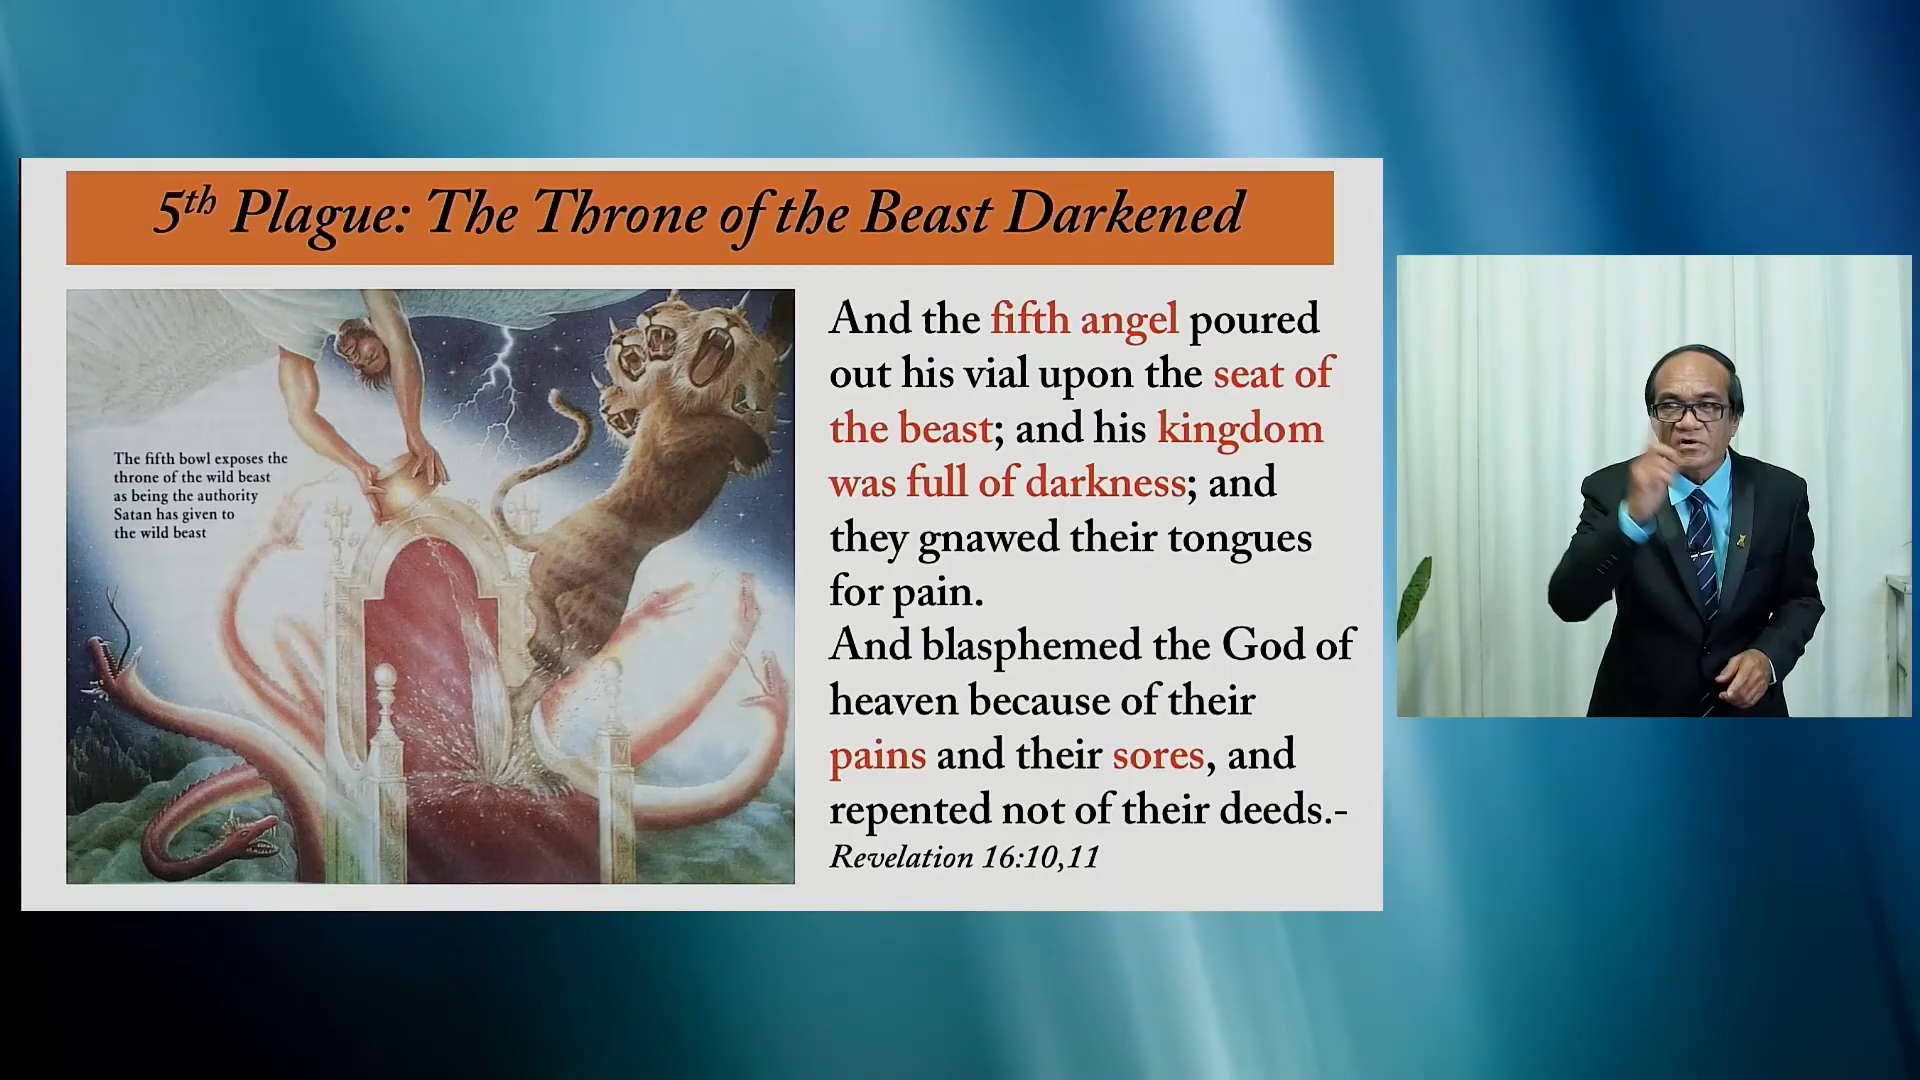 5th Plague: The Throne of the Beast Darkened
The fifth bowl exposes the
throne of the wild beast
as being the authority
Satan has given to
the wild beast
And the fifth angel poured
out his vial upon the seat of
the beast; and his kingdom
was full of darkness; and
they gnawed their tongues
for pain.
And blasphemed the God of
heaven because of their
pains and their sores, and
repented not of their deeds.-
Revelation 16:10,11